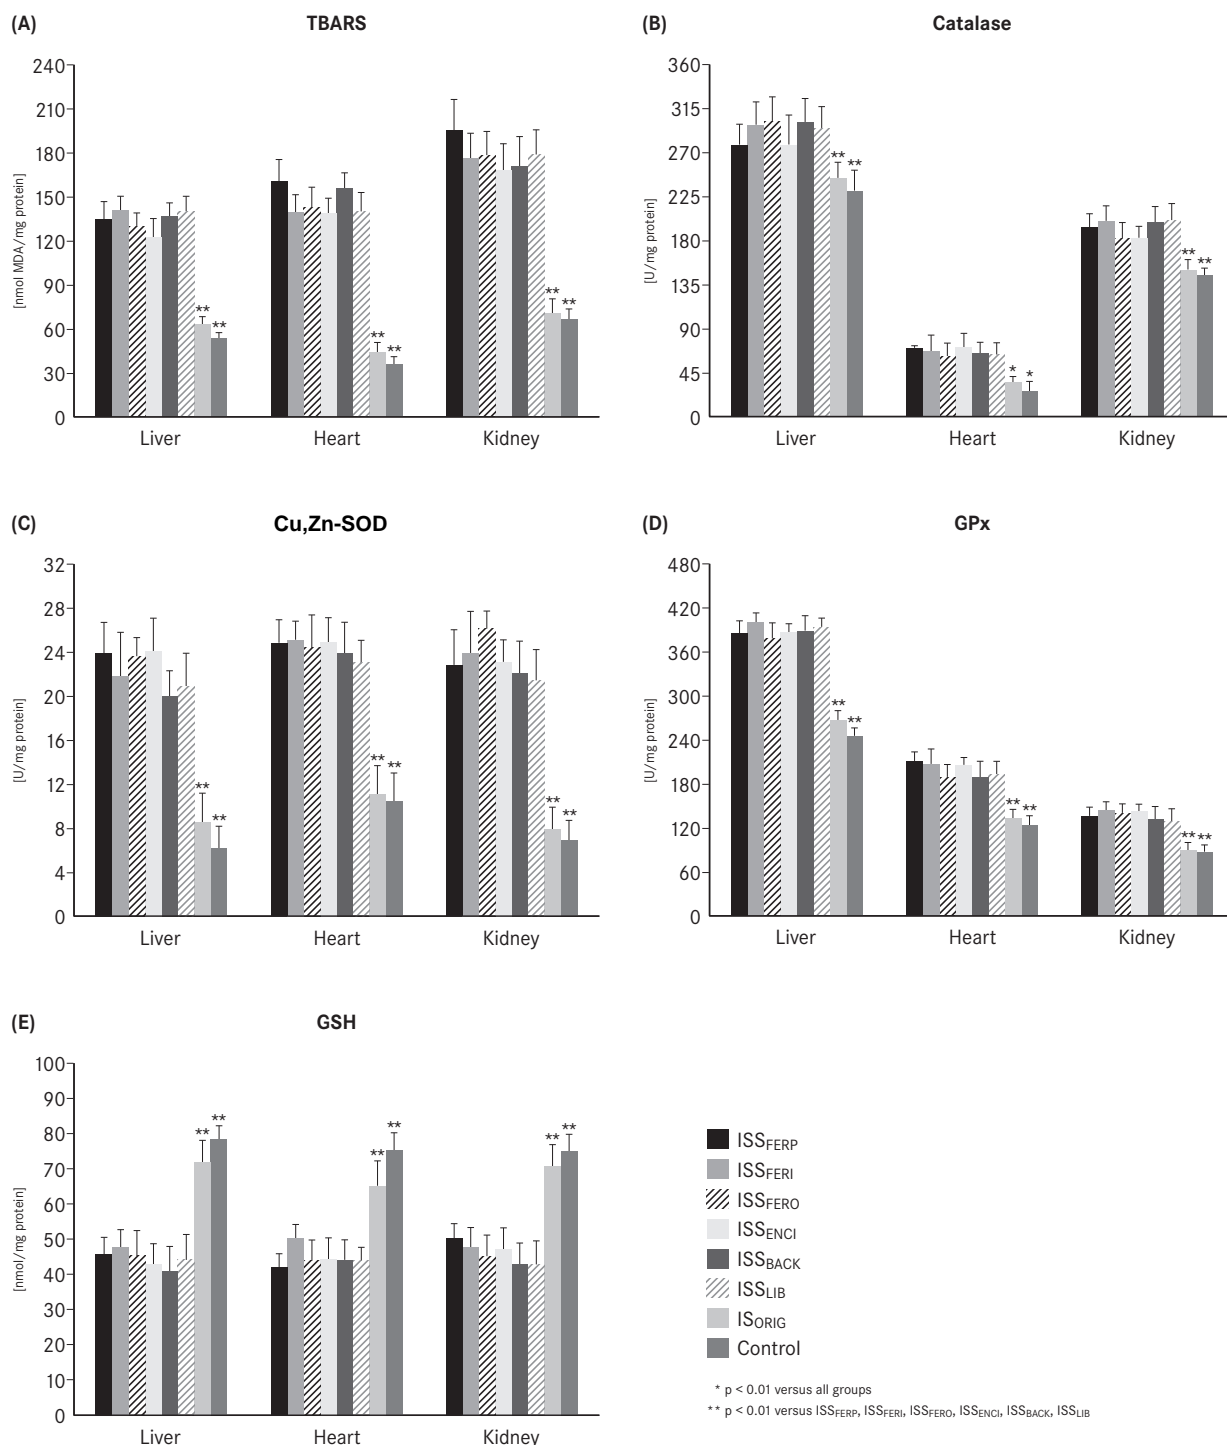 (A) TBARS
240
210
180
150
120
90
60
30
0
[nmol MDA/mg protein]
** ** ** ** ** **
Liver Heart Kidney
(B) Catalase
360
315
270
225
180
135
90
45
0
[U/mg protein]
** ** * * ** **
Liver Heart Kidney
(C) Cu,Zn-SOD
32
28
24
20
16
12
8
4
0
[U/mg protein]
** ** ** ** ** **
Liver Heart Kidney
(D) GPx
480
420
360
300
240
180
120
60
0
[U/mg protein]
** ** ** ** ** **
Liver Heart Kidney
(E) GSH
100
90
80
70
60
50
40
30
20
10
0
[nmol/mg protein]
** ** ** ** ** **
Liver Heart Kidney
ISSFERP
ISSFERI
ISSFERO
ISSENCI
ISSBACK
ISSLIB
ISORIG
Control
* p < 0.01 versus all groups
** p < 0.01 versus ISSFERP, ISSFERI, ISSFERO, ISSENCI, ISSBACK, ISSLIB